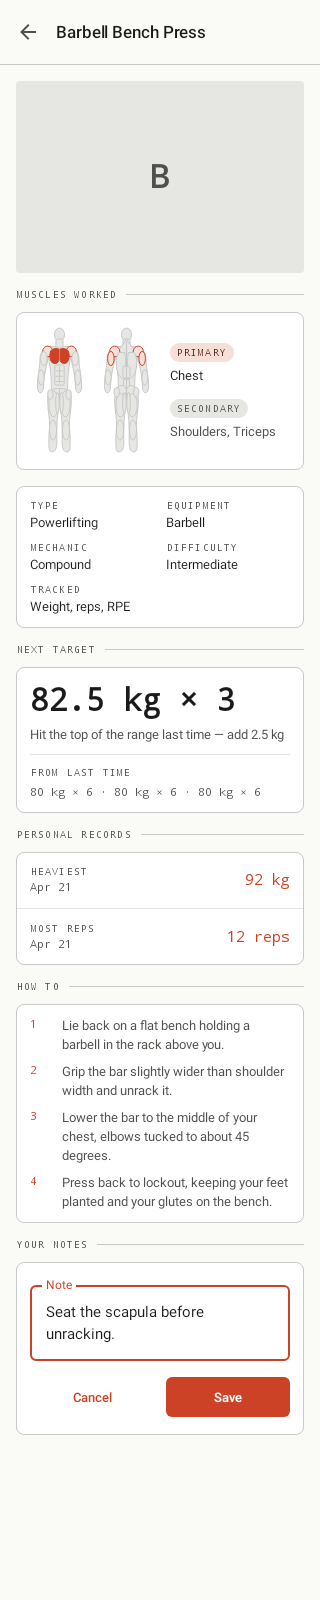 Barbell Bench Press
B
MUSCLES WORKED
PRIMARY
Chest
SECONDARY
Shoulders, Triceps
TYPE
Powerlifting
EQUIPMENT
Barbell
MECHANIC
Compound
DIFFICULTY
Intermediate
TRACKED
Weight, reps, RPE
NEXT TARGET
82.5 kg × 3
Hit the top of the range last time — add 2.5 kg
FROM LAST TIME
80 kg × 6 · 80 kg × 6 · 80 kg × 6
PERSONAL RECORDS
HEAVIEST
Apr 21
92 kg
MOST REPS
Apr 21
12 reps
HOW TO
1 Lie back on a flat bench holding a
barbell in the rack above you.
2 Grip the bar slightly wider than shoulder
width and unrack it.
3 Lower the bar to the middle of your
chest, elbows tucked to about 45
degrees.
4 Press back to lockout, keeping your feet
planted and your glutes on the bench.
YOUR NOTES
Note
Seat the scapula before
unracking.
Cancel
Save